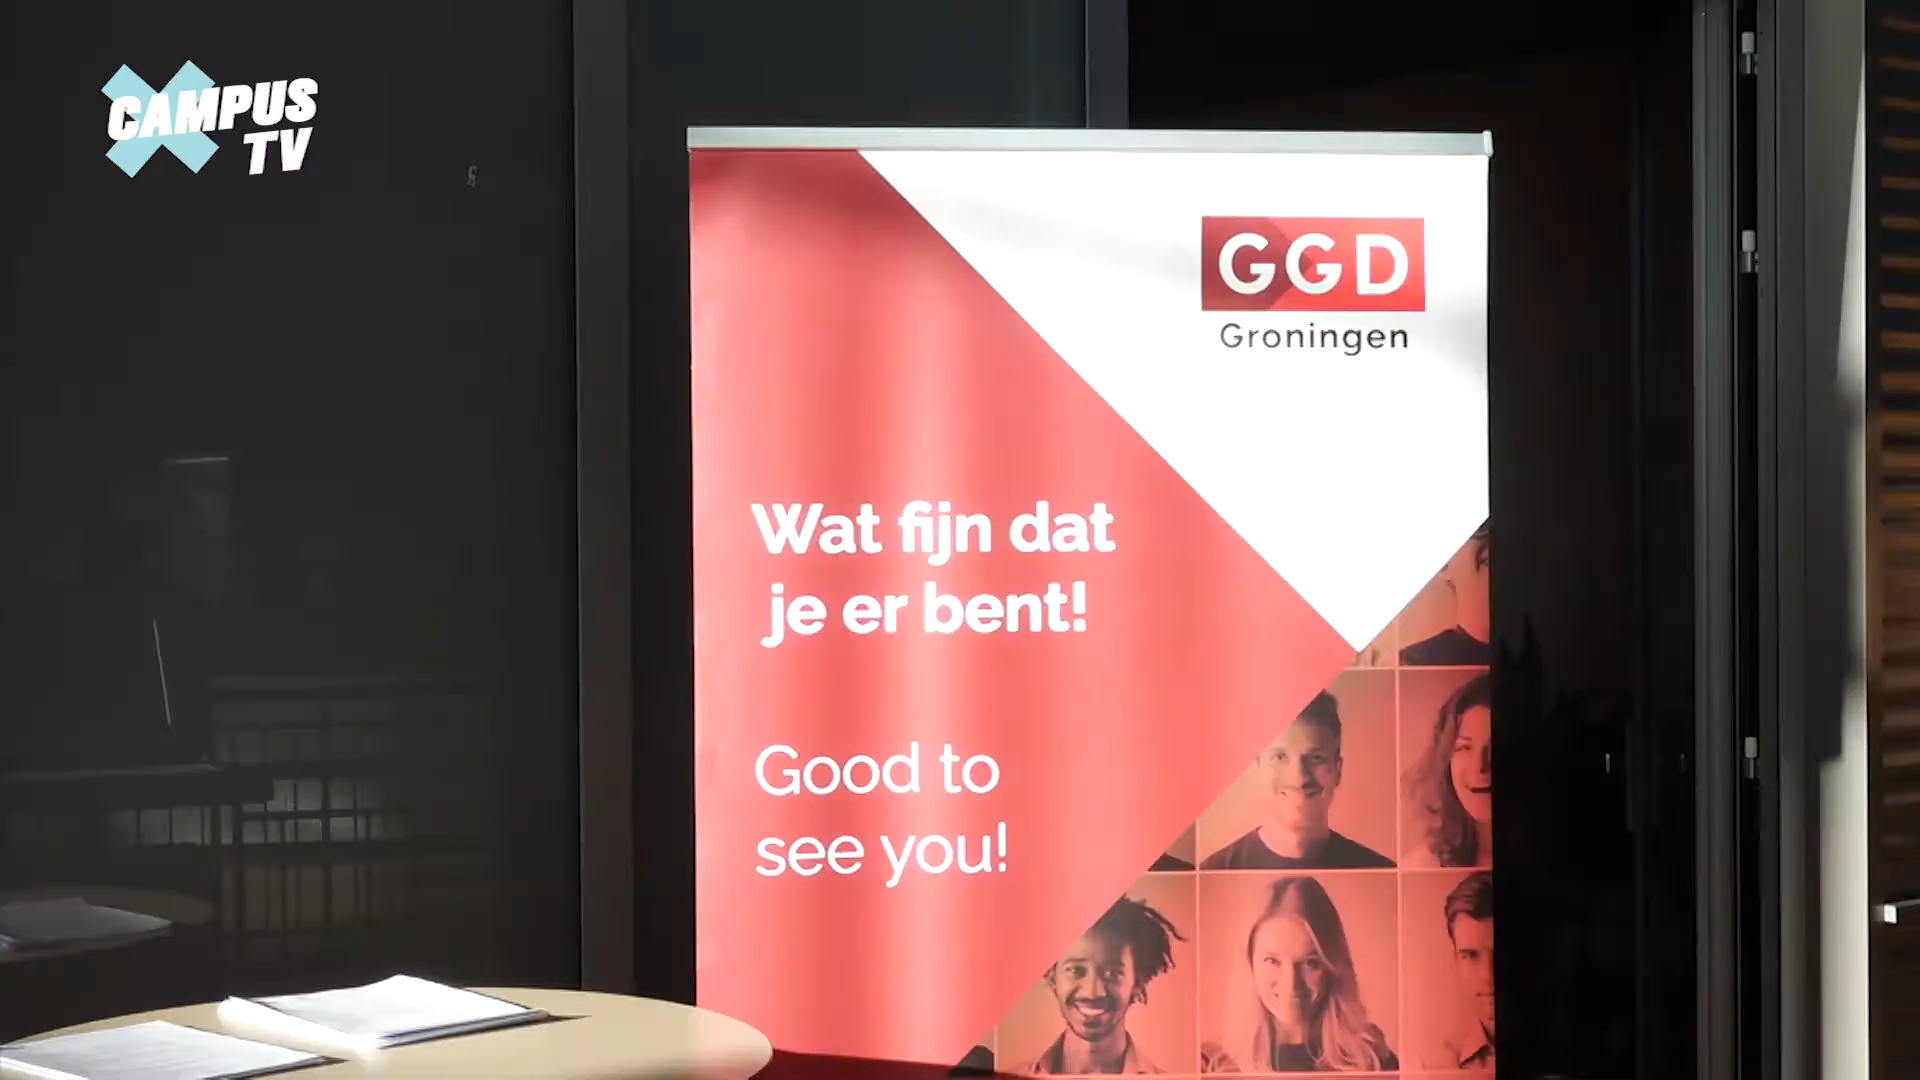 CAMPUS
TV
GGD
Groningen
Wat fijn dat
je er bent!
Good to
see you!